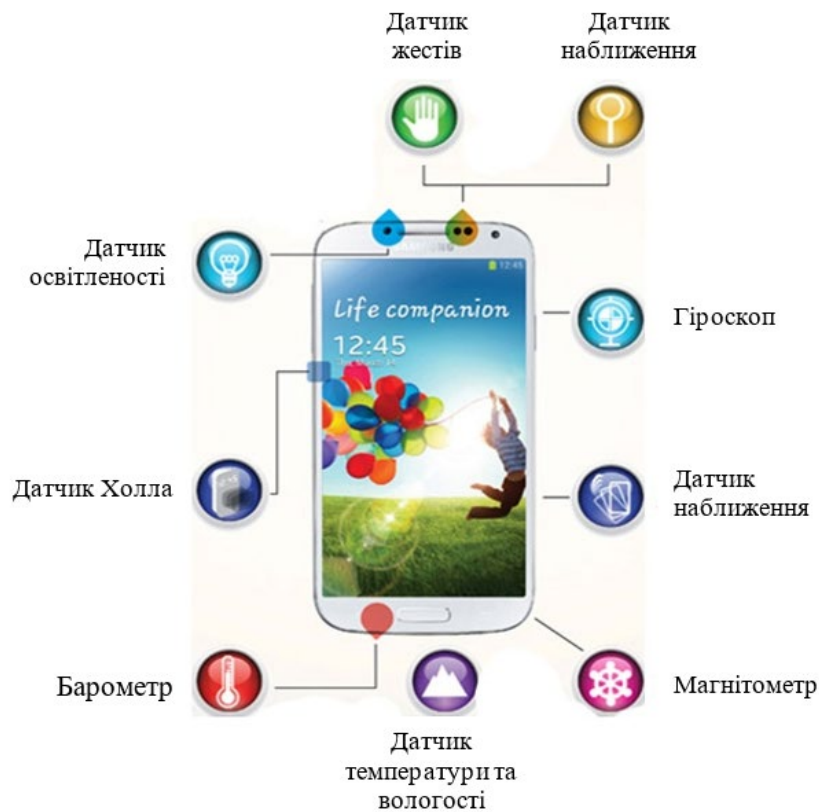 Датчик
жестів
Датчик
наближення
Датчик
освітленості
12:45
Life companion
12:45
Гіроскоп
Датчик Холла
Датчик
наближення
Барометр
Магнітометр
Датчик
температури та
вологості